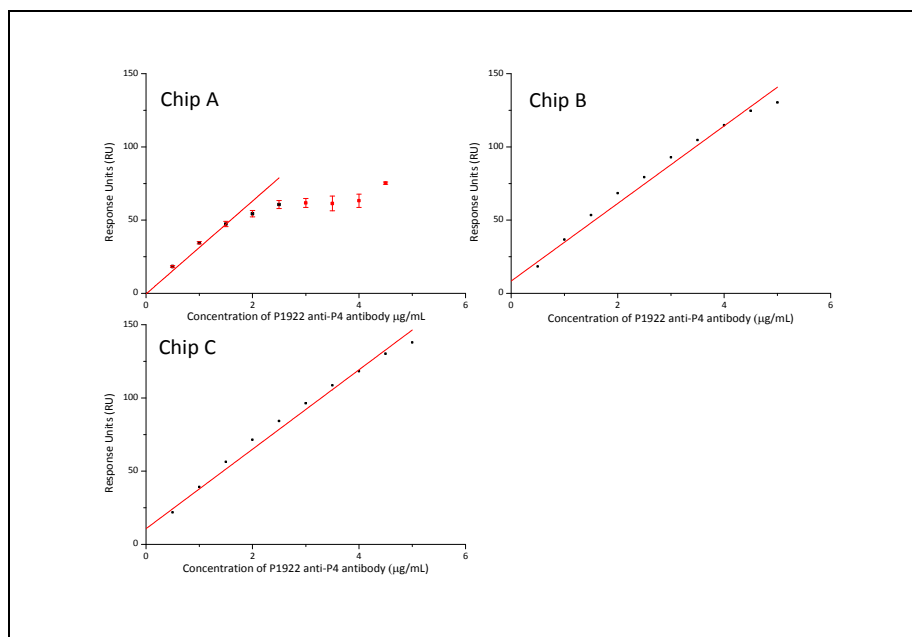 Chip A
150
100
50
0
Response Units (RU)
0 2 4 6
Concentration of P1922 anti-P4 antibody µg/mL
Chip B
150
100
50
0
Response Units (RU)
0 2 4 6
Concentration of P1922 anti-P4 antibody (µg/mL)
Chip C
150
100
50
0
Response Units (RU)
0 2 4 6
Concentration of P1922 anti-P4 antibody (µg/mL)